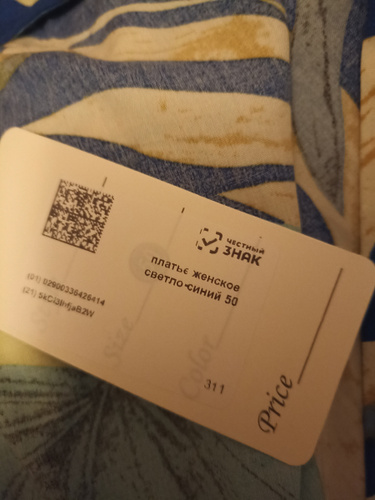 ЧЕСТНЫЙ
ЗНАК
платье женское
светло-синий 50
Size
Color
311
Price